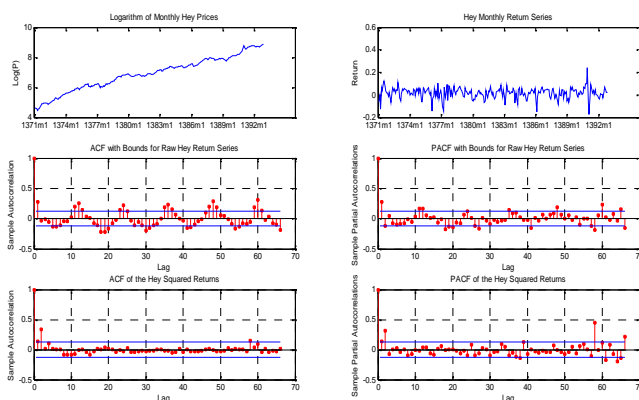 Logarithm of Monthly Hey Prices
10
8
6
4
Log(P)
1371m1 1374m1 1377m1 1380m1 1383m1 1386m1 1389m1 1392m1
Hey Monthly Return Series
0.6
0.4
0.2
0
-0.2
Return
1371m1 1374m1 1377m1 1380m1 1383m1 1386m1 1389m1 1392m1
ACF with Bounds for Raw Hey Return Series
1
0.5
0
-0.5
Sample Autocorrelation
0 10 20 30 40 50 60 70
Lag
PACF with Bounds for Raw Hey Return Series
1
0.5
0
-0.5
Sample Partial Autocorrelations
0 10 20 30 40 50 60 70
Lag
ACF of the Hey Squared Returns
1
0.5
0
-0.5
Sample Autocorrelation
0 10 20 30 40 50 60 70
Lag
PACF of the Hey Squared Returns
1
0.5
0
-0.5
Sample Partial Autocorrelations
0 10 20 30 40 50 60 70
Lag